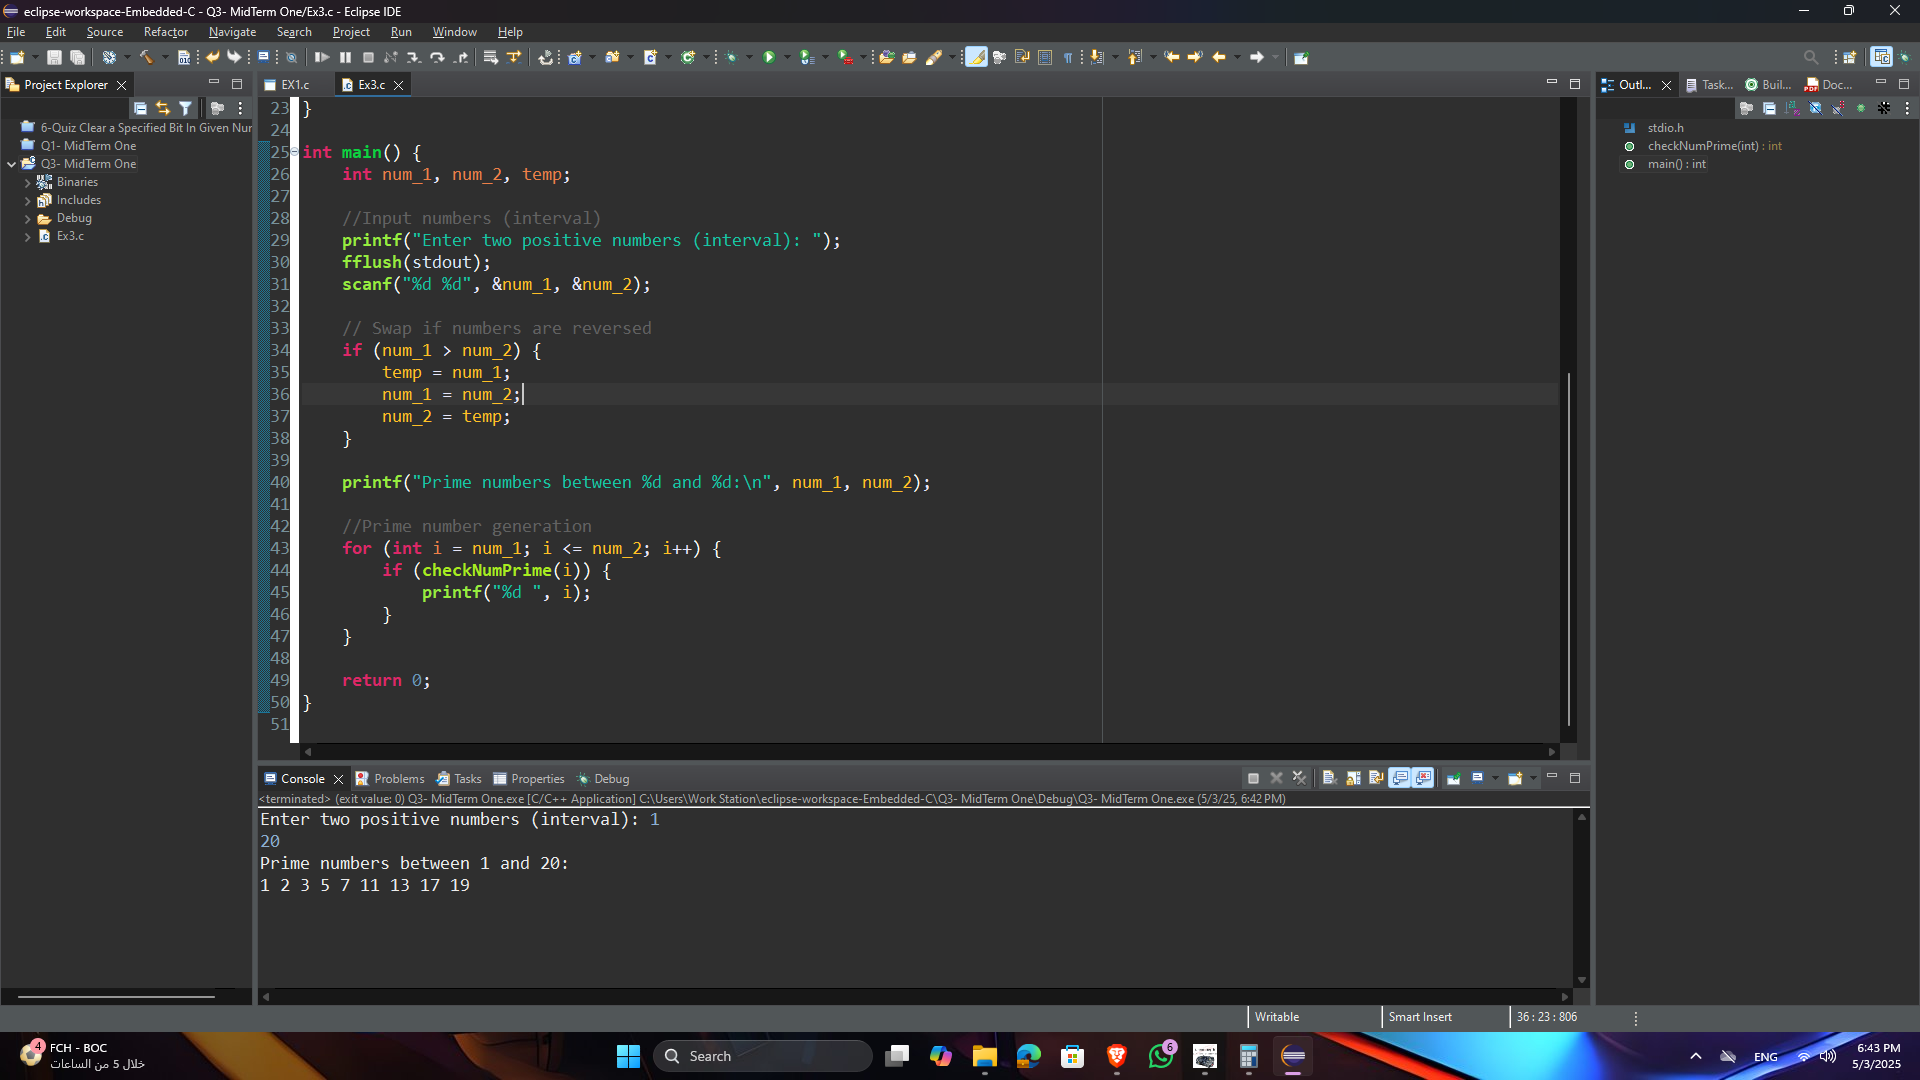 eclipse-workspace-Embedded-C - Q3- MidTerm One/Ex3.c - Eclipse IDE
File Edit Source Refactor Navigate Search Project Run Window Help
Project Explorer
6-Quiz Clear a Specified Bit In Given Nur
Q1- MidTerm One
Q3- MidTerm One
Binaries
Includes
Debug
Ex3.c
EX1.c
Ex3.c
23 }
24
25 int main() {
26     int num_1, num_2, temp;
27
28     //Input numbers (interval)
29     printf("Enter two positive numbers (interval): ");
30     fflush(stdout);
31     scanf("%d %d", &num_1, &num_2);
32
33     // Swap if numbers are reversed
34     if (num_1 > num_2) {
35         temp = num_1;
36         num_1 = num_2;
37         num_2 = temp;
38     }
39
40     printf("Prime numbers between %d and %d:\n", num_1, num_2);
41
42     //Prime number generation
43     for (int i = num_1; i <= num_2; i++) {
44         if (checkNumPrime(i)) {
45             printf("%d ", i);
46         }
47     }
48
49     return 0;
50 }
51
Outl... Task... Buil... Doc...
stdio.h
checkNumPrime(int) : int
main() : int
Console Problems Tasks Properties Debug
<terminated> (exit value: 0) Q3- MidTerm One.exe [C/C++ Application] C:\Users\Work Station\eclipse-workspace-Embedded-C\Q3- MidTerm One\Debug\Q3- MidTerm One.exe (5/3/25, 6:42 PM)
Enter two positive numbers (interval): 1
20
Prime numbers between 1 and 20:
1 2 3 5 7 11 13 17 19
Writable Smart Insert 36 : 23 : 806
4
FCH - BOC
خلال 5 من الساعات
Search
6
ENG
6:43 PM
5/3/2025